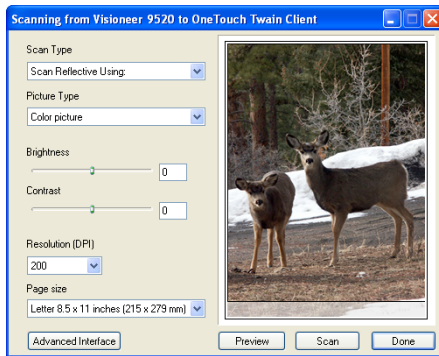 Scanning from Visioneer 9520 to OneTouch Twain Client
Scan Type
Scan Reflective Using:
Picture Type
Color picture
Brightness
0
Contrast
0
Resolution (DPI)
200
Page size
Letter 8.5 x 11 inches (215 x 279 mm)
Advanced Interface
Preview
Scan
Done